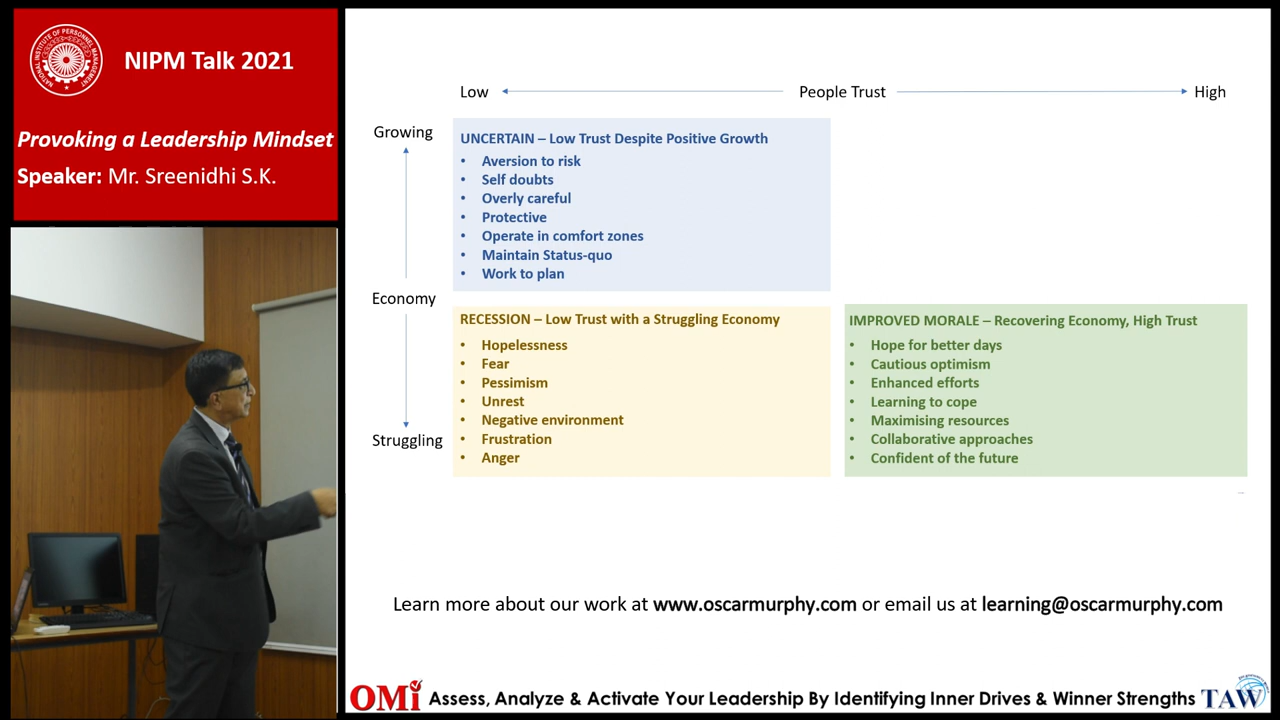 NATIONAL INSTITUTE OF PERSONNEL MANAGEMENT
NIPM Talk 2021
Provoking a Leadership Mindset
Speaker: Mr. Sreenidhi S.K.
Low People Trust High
Growing
Economy
Struggling
UNCERTAIN – Low Trust Despite Positive Growth
• Aversion to risk
• Self doubts
• Overly careful
• Protective
• Operate in comfort zones
• Maintain Status-quo
• Work to plan
RECESSION – Low Trust with a Struggling Economy
• Hopelessness
• Fear
• Pessimism
• Unrest
• Negative environment
• Frustration
• Anger
IMPROVED MORALE – Recovering Economy, High Trust
• Hope for better days
• Cautious optimism
• Enhanced efforts
• Learning to cope
• Maximising resources
• Collaborative approaches
• Confident of the future
Learn more about our work at www.oscarmurphy.com or email us at learning@oscarmurphy.com
OMi Assess, Analyze & Activate Your Leadership By Identifying Inner Drives & Winner Strengths TAW